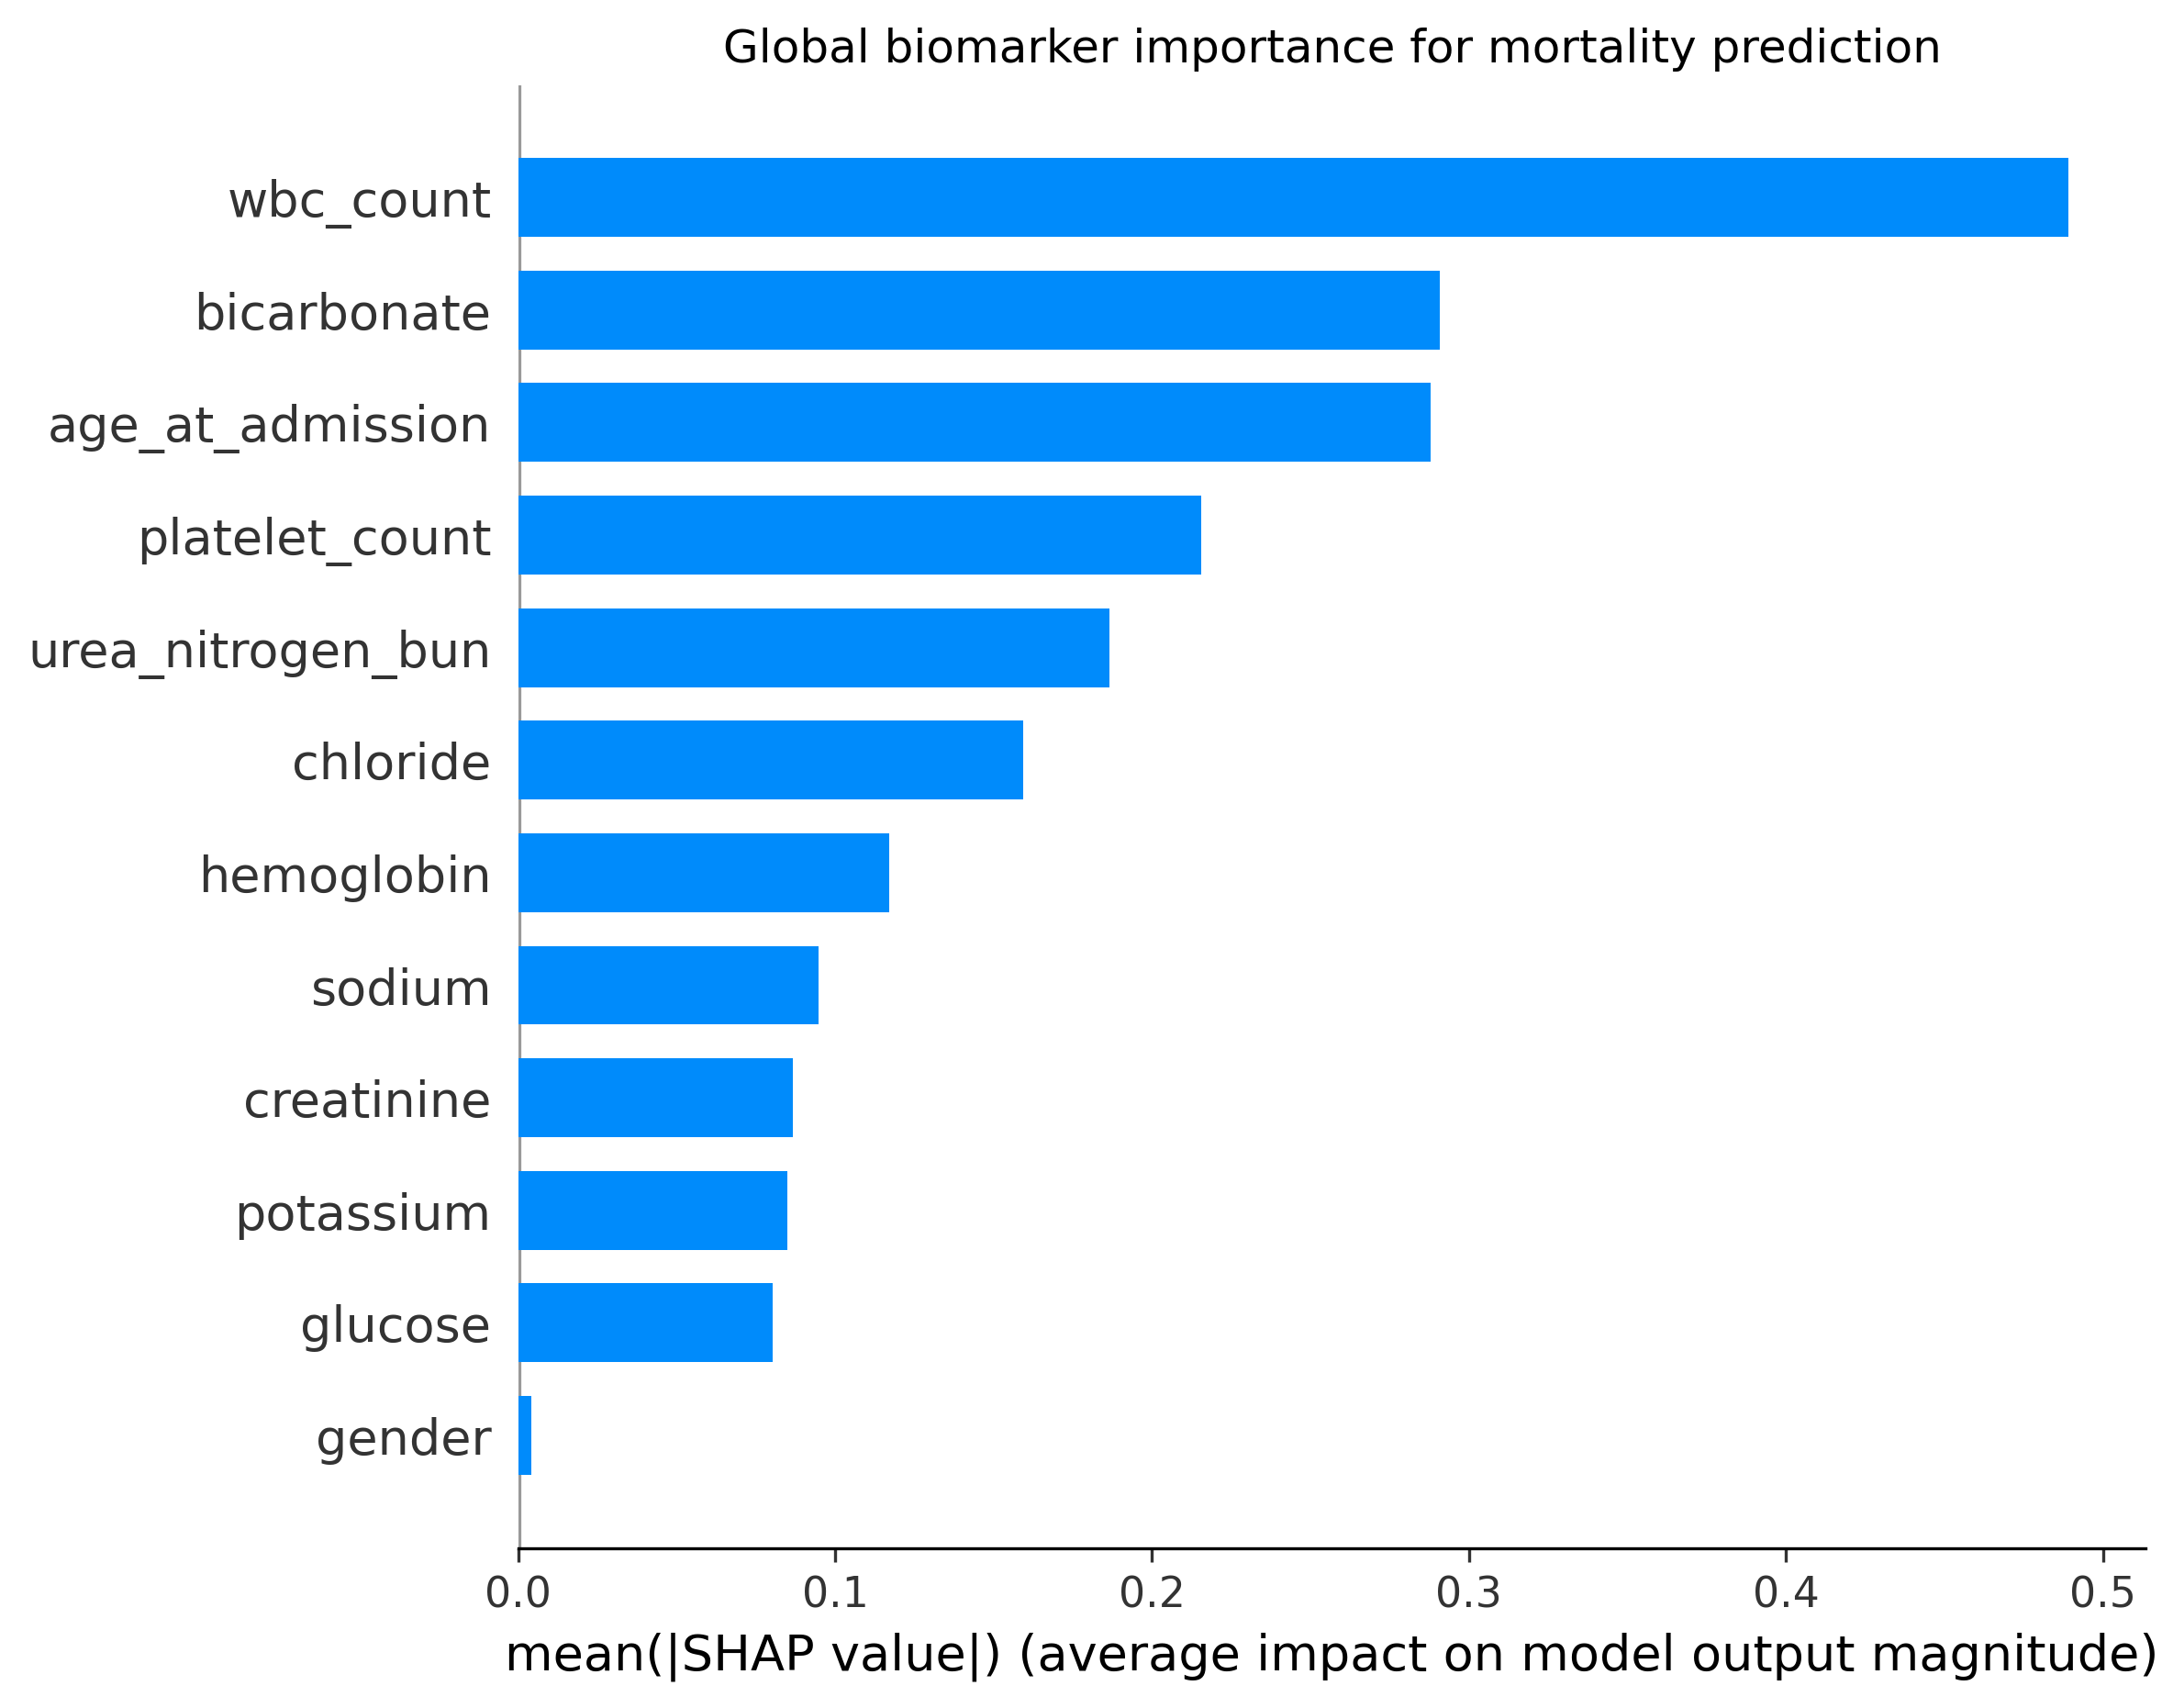 Global biomarker importance for mortality prediction
wbc_count
bicarbonate
age_at_admission
platelet_count
urea_nitrogen_bun
chloride
hemoglobin
sodium
creatinine
potassium
glucose
gender
0.0 0.1 0.2 0.3 0.4 0.5
mean(|SHAP value|) (average impact on model output magnitude)